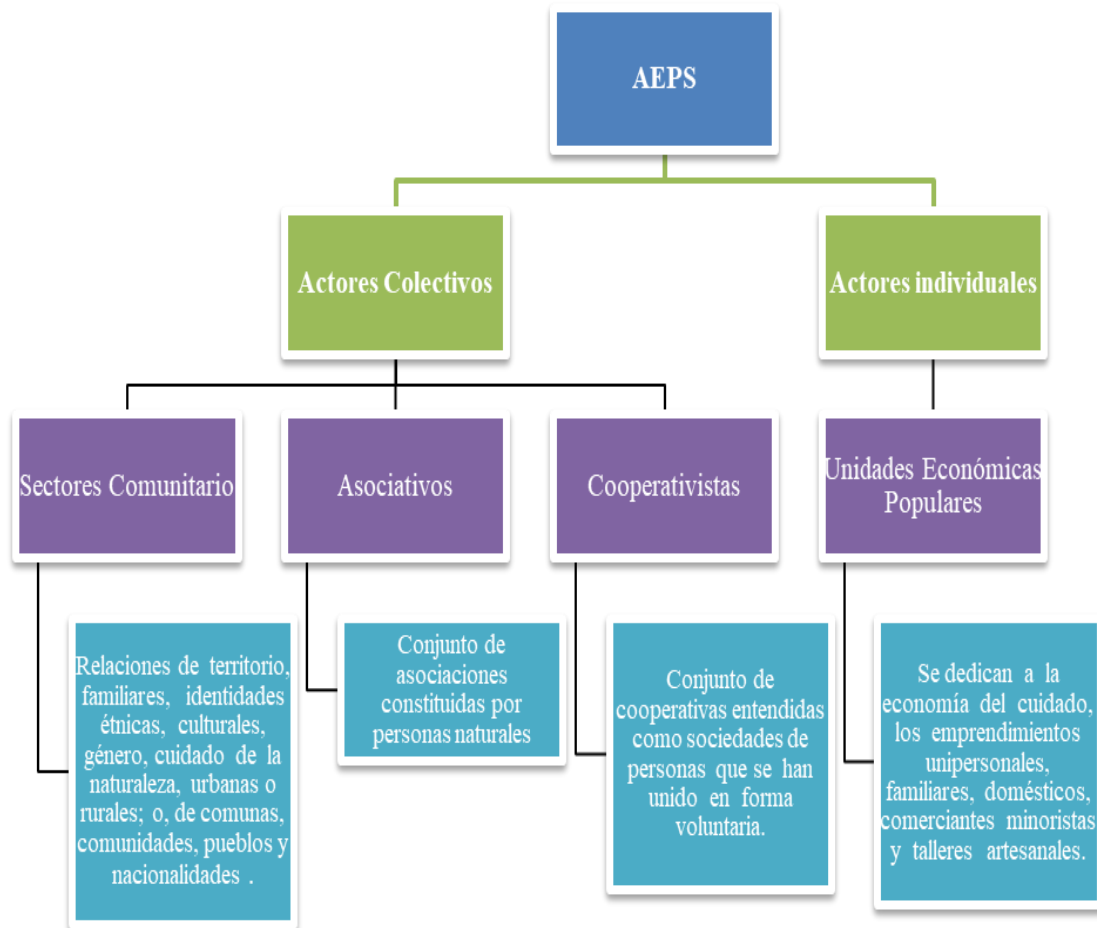 AEPS
Actores Colectivos
Actores individuales
Sectores Comunitario
Asociativos
Cooperativistas
Unidades Económicas
Populares
Relaciones de territorio,
familiares, identidades
étnicas, culturales,
género, cuidado de la
naturaleza, urbanas o
rurales; o, de comunas,
comunidades, pueblos y
nacionalidades .
Conjunto de
asociaciones
constituidas por
personas naturales
Conjunto de
cooperativas entendidas
como sociedades de
personas que se han
unido en forma
voluntaria.
Se dedican a la
economía del cuidado,
los emprendimientos
unipersonales,
familiares, domésticos,
comerciantes minoristas
y talleres artesanales.